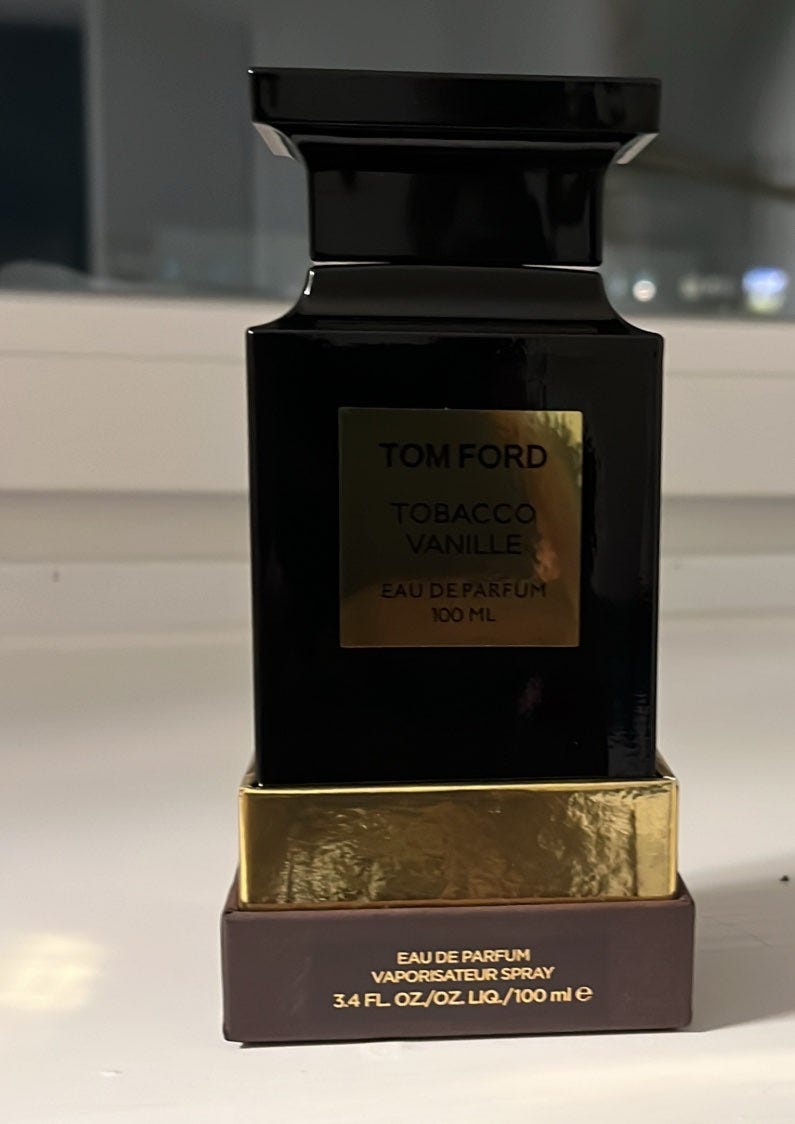 TOM FORD
TOBACCO
VANILLE
EAU DE PARFUM
100 ML
EAU DE PARFUM
VAPORISATEUR SPRAY
3.4 FL. OZ./OZ. LIQ./100 ml ℮